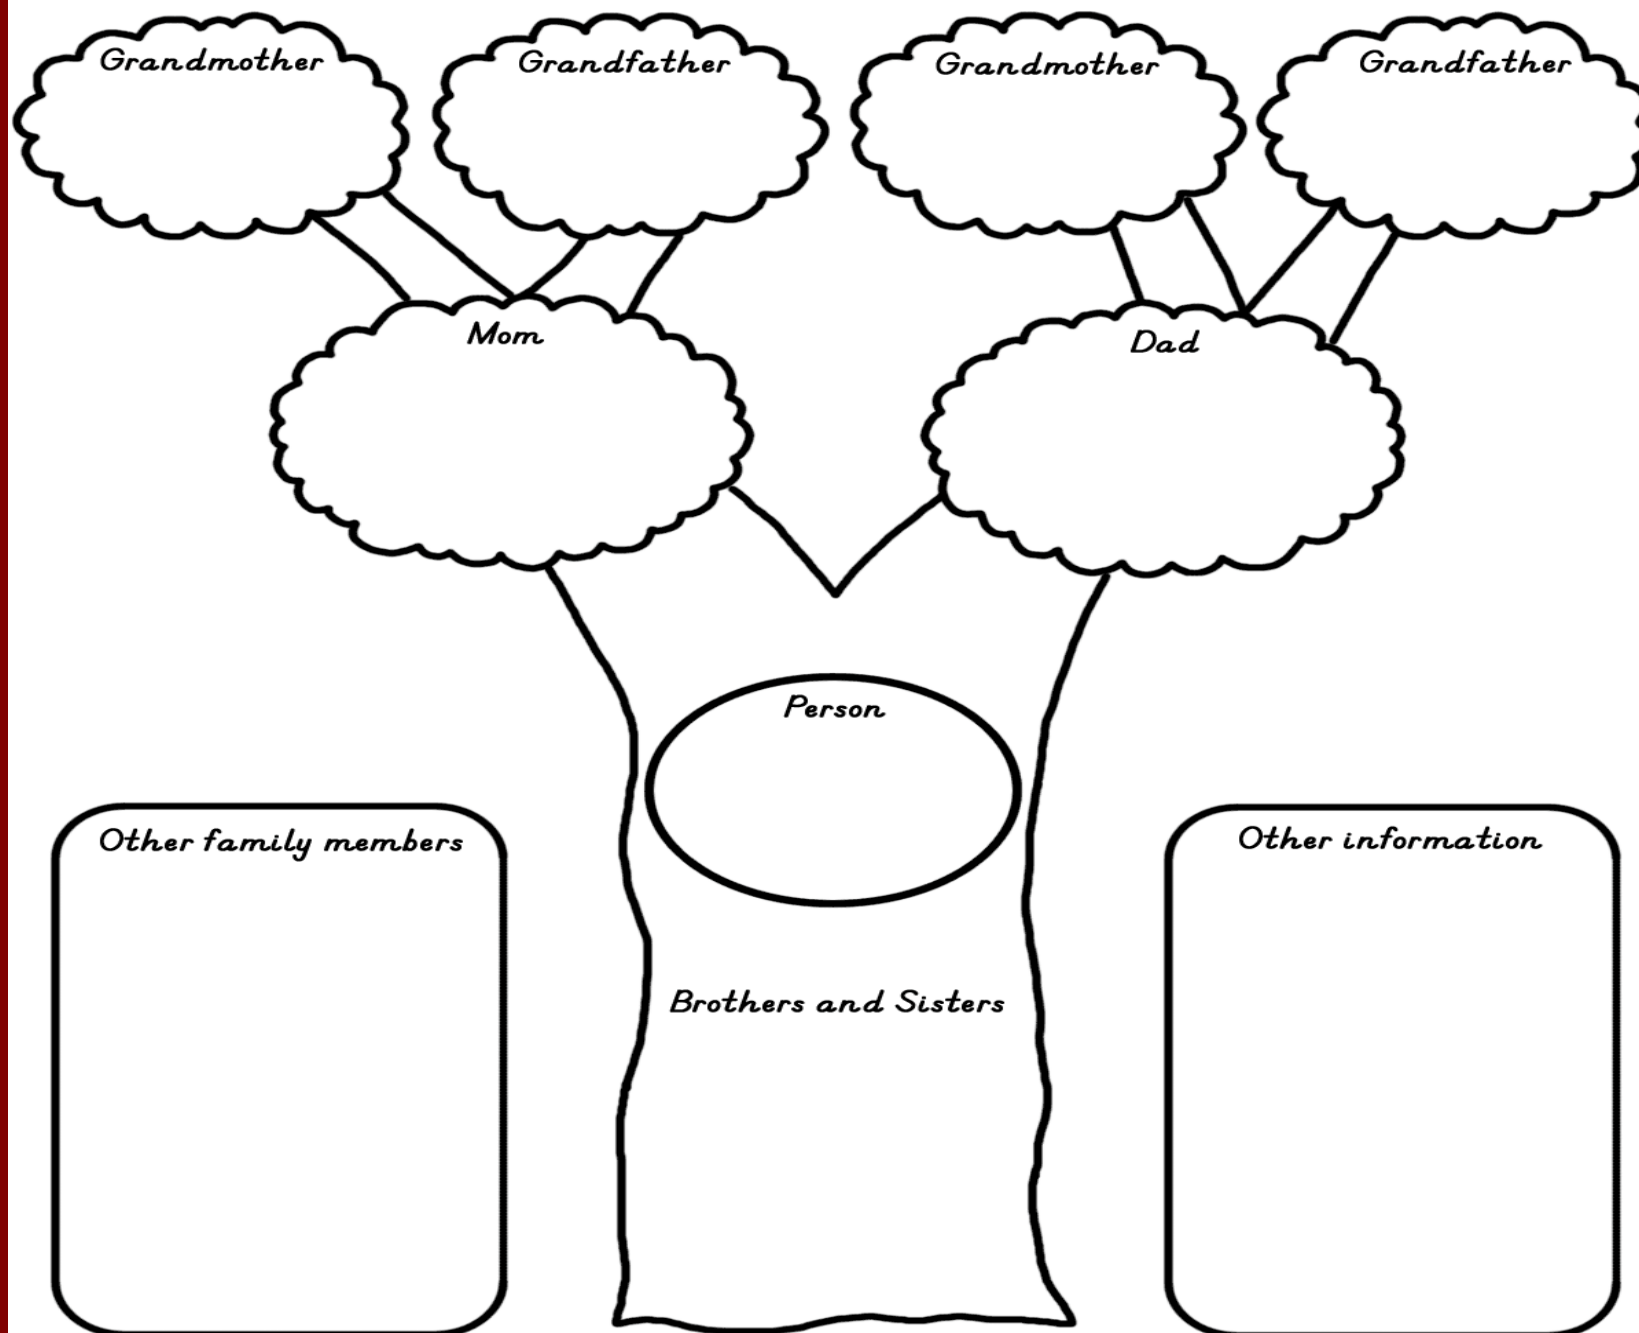 Grandmother
Grandfather
Grandmother
Grandfather
Mom
Dad
Person
Other family members
Other information
Brothers and Sisters